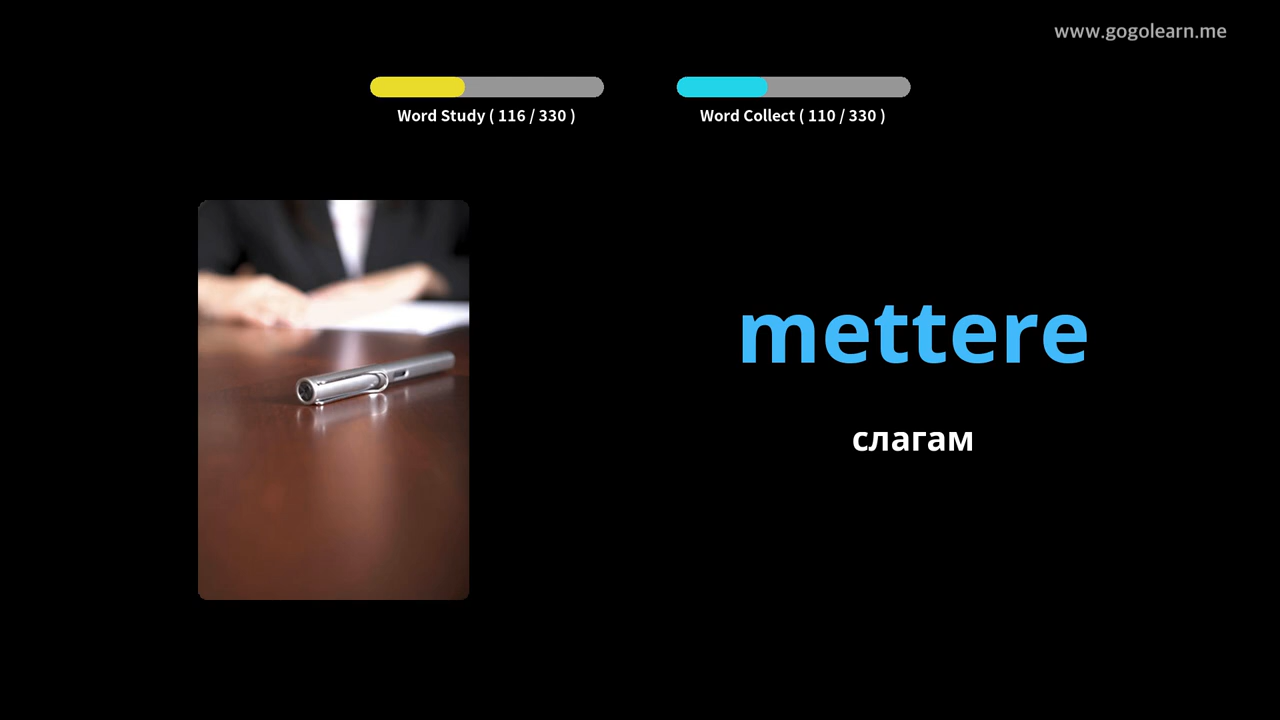 www.gogolearn.me
Word Study ( 116 / 330 )
Word Collect ( 110 / 330 )
mettere
слагам